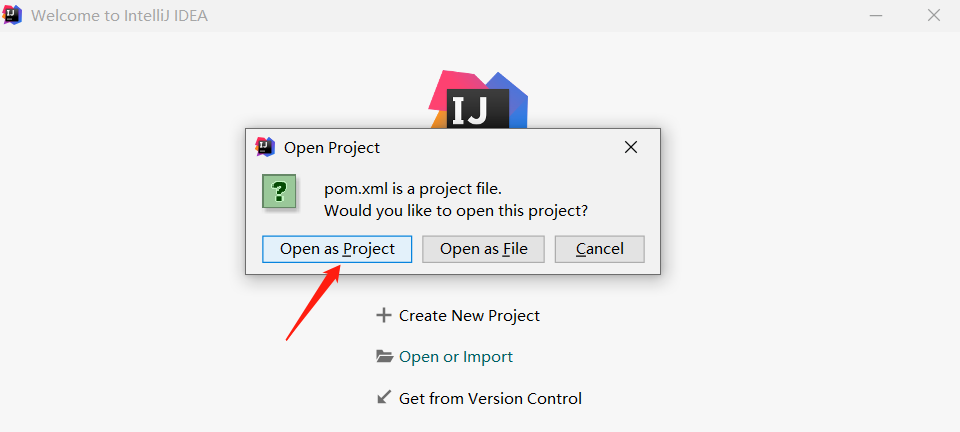 Welcome to IntelliJ IDEA
IJ
Open Project
?
pom.xml is a project file.
Would you like to open this project?
Open as Project
Open as File
Cancel
Create New Project
Open or Import
Get from Version Control